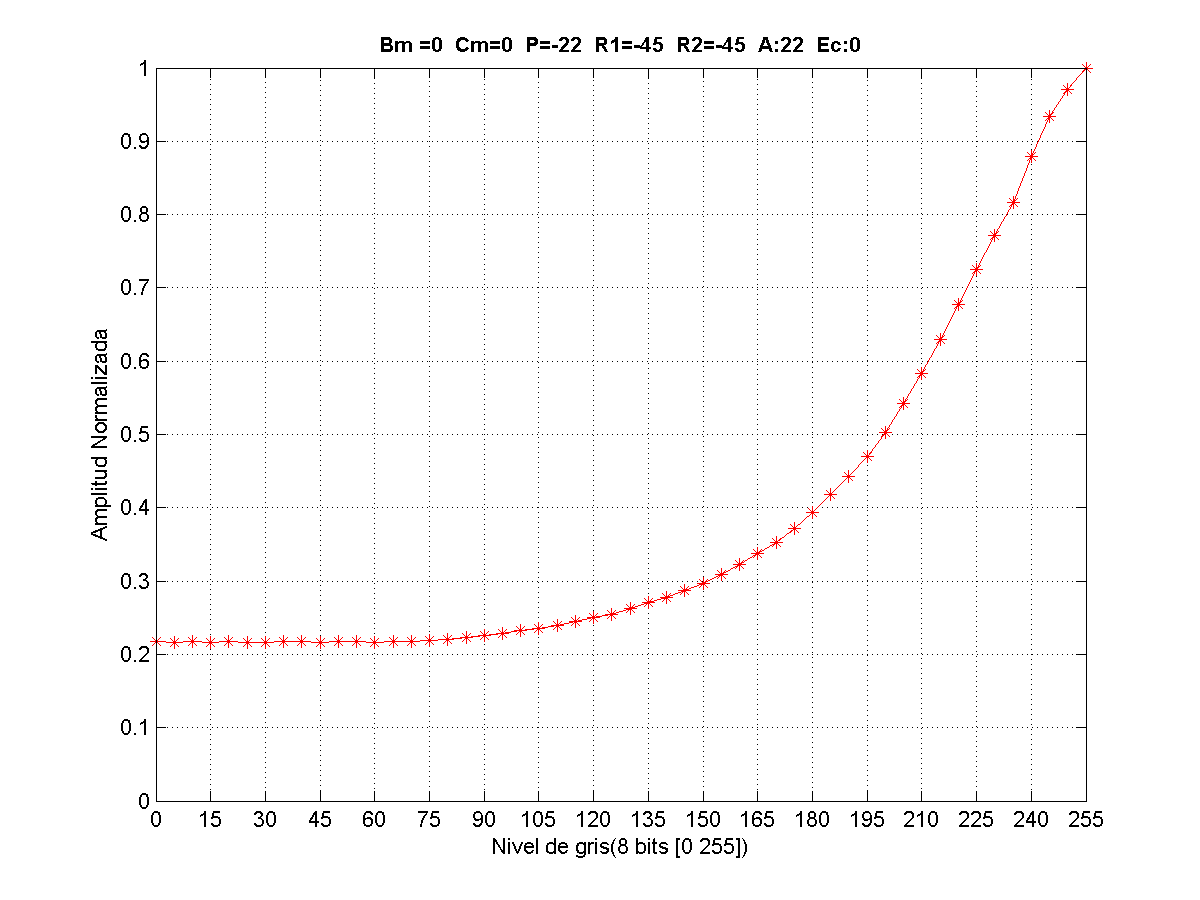 Bm =0 Cm=0 P=-22 R1=-45 R2=-45 A:22 Ec:0
1
0.9
0.8
0.7
0.6
0.5
0.4
0.3
0.2
0.1
0
Amplitud Normalizada
0 15 30 45 60 75 90 105 120 135 150 165 180 195 210 225 240 255
Nivel de gris(8 bits [0 255])